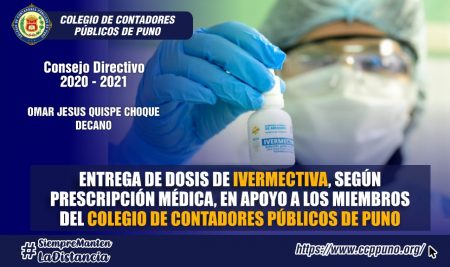 COLEGIO DE CONTADORES
PÚBLICOS DE PUNO
Consejo Directivo
2020 - 2021
OMAR JESUS QUISPE CHOQUE
DECANO
ENTREGA DE DOSIS DE IVERMECTIVA, SEGÚN
PRESCRIPCIÓN MÉDICA, EN APOYO A LOS MIEMBROS
DEL COLEGIO DE CONTADORES PÚBLICOS DE PUNO
#SiempreManten
LaDistancia
https://www.ccppuno.org/